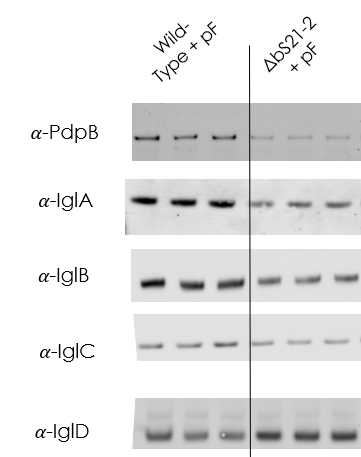 Wild-
Type + pF
ΔbS21-2
+ pF
α-PdpB
α-IglA
α-IglB
α-IglC
α-IglD